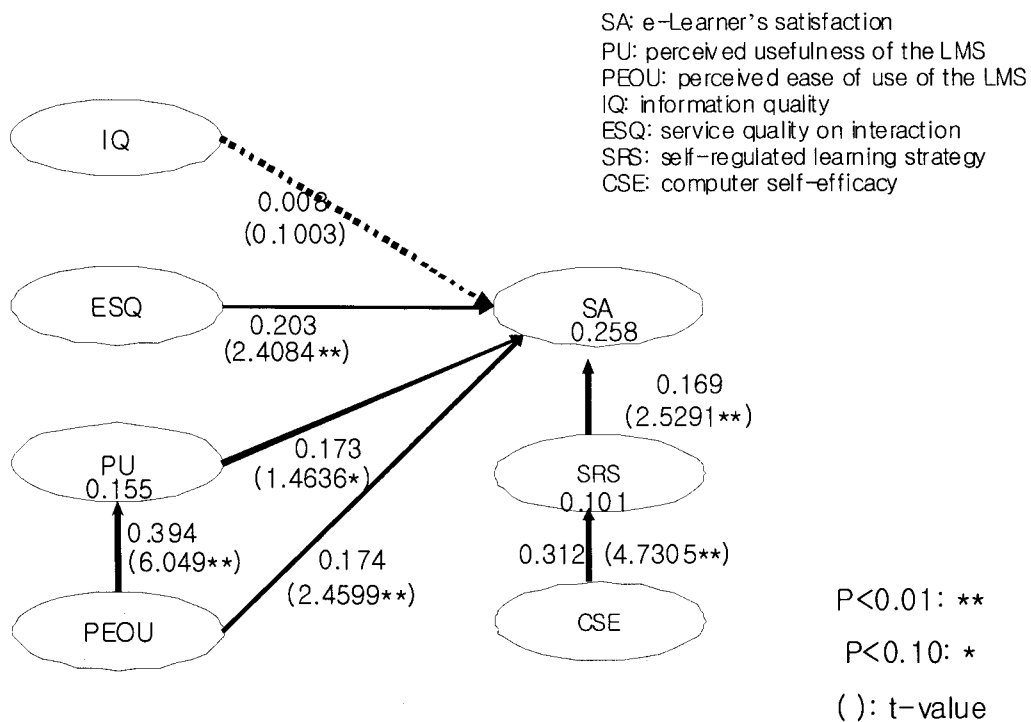 SA: e-Learner's satisfaction
PU: perceived usefulness of the LMS
PEOU: perceived ease of use of the LMS
IQ: information quality
ESQ: service quality on interaction
SRS: self-regulated learning strategy
CSE: computer self-efficacy
IQ
0.008
(0.1003)
ESQ
0.203
(2.4084**)
SA
0.258
0.169
(2.5291**)
PU
0.155
0.173
(1.4636*)
SRS
0.101
0.394
(6.049**)
0.174
(2.4599**)
0.312 (4.7305**)
PEOU
CSE
P<0.01: **
P<0.10: *
( ): t-value